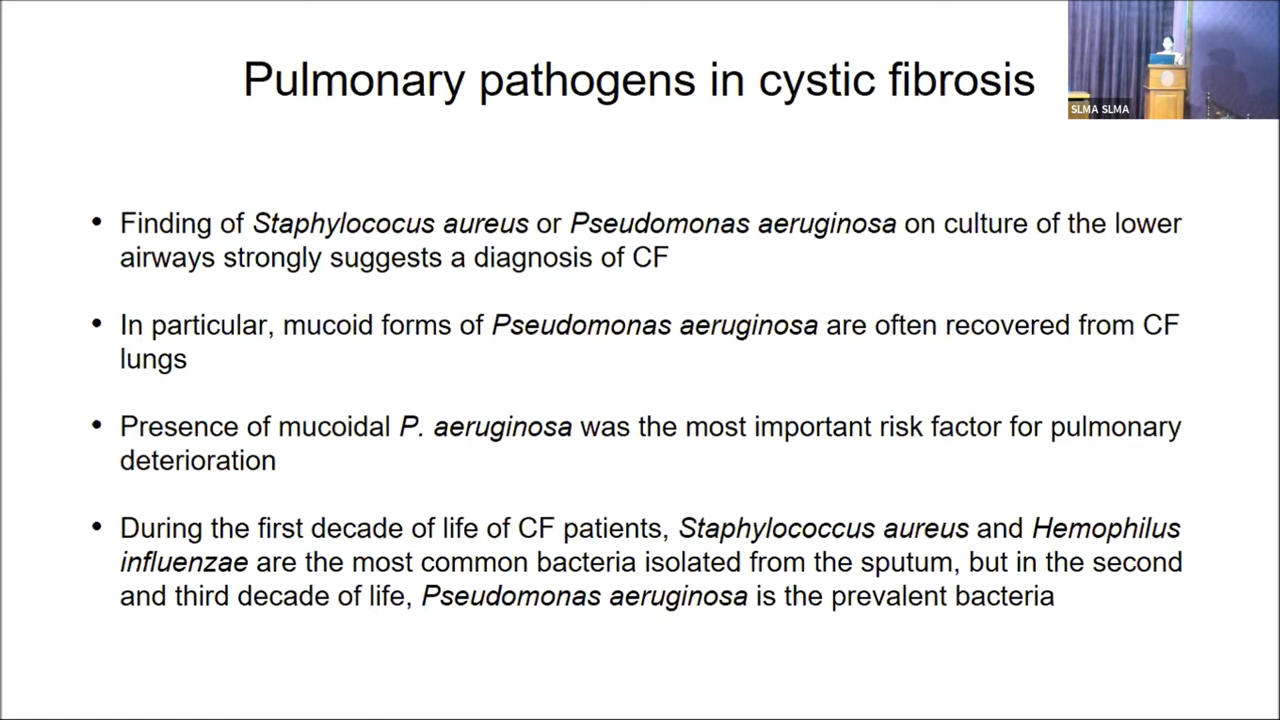 Pulmonary pathogens in cystic fibrosis
SLMA SLMA
• Finding of Staphylococus aureus or Pseudomonas aeruginosa on culture of the lower
airways strongly suggests a diagnosis of CF
• In particular, mucoid forms of Pseudomonas aeruginosa are often recovered from CF
lungs
• Presence of mucoidal P. aeruginosa was the most important risk factor for pulmonary
deterioration
• During the first decade of life of CF patients, Staphylococcus aureus and Hemophilus
influenzae are the most common bacteria isolated from the sputum, but in the second
and third decade of life, Pseudomonas aeruginosa is the prevalent bacteria